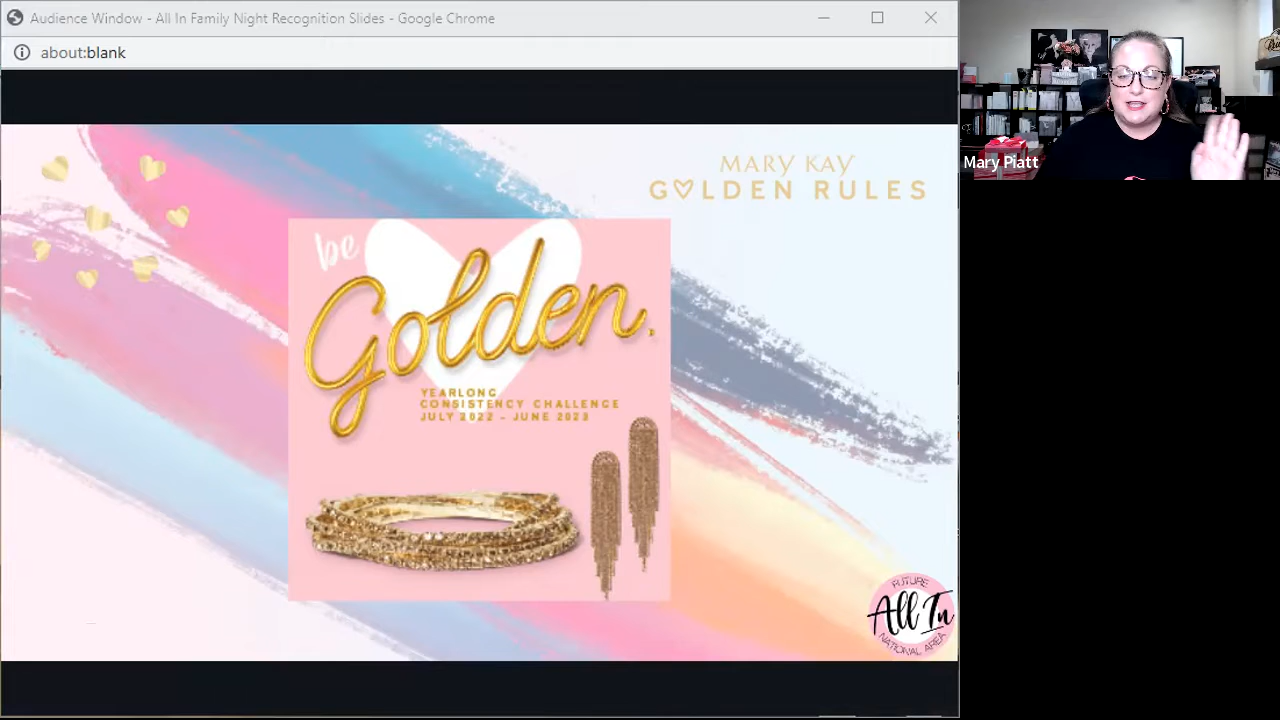 Audience Window - All In Family Night Recognition Slides - Google Chrome
about:blank
MARY KAY
GOLDEN RULES
be
Golden.
YEARLONG
CONSISTENCY CHALLENGE
JULY 2022 - JUNE 2023
FUTURE
All In
NATIONAL AREA
Mary Piatt